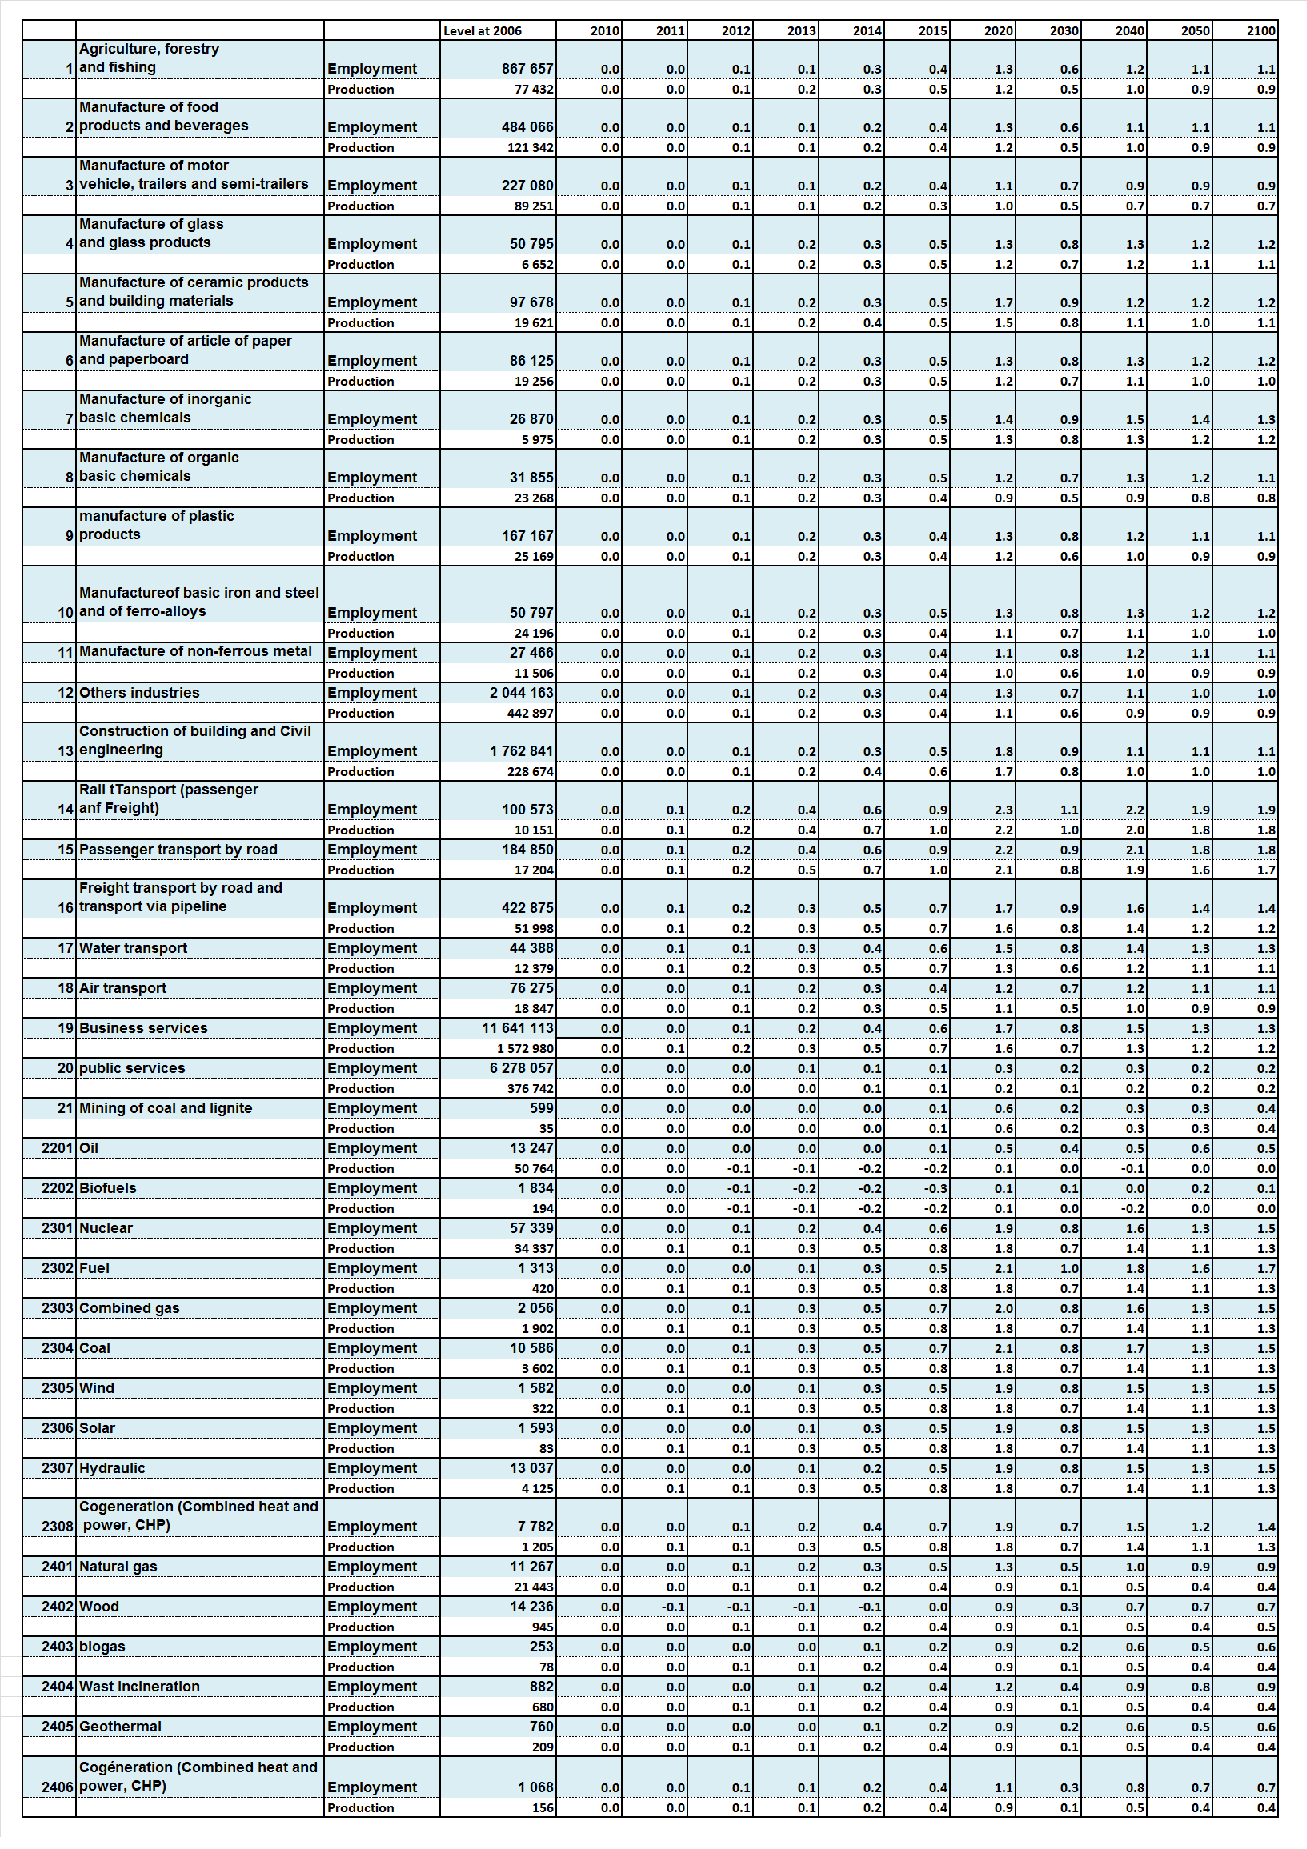 Level at 2006 2010 2011 2012 2013 2014 2015 2020 2030 2040 2050 2100
Agriculture, forestry
1 and fishing Employment 867 657 0.0 0.0 0.1 0.1 0.3 0.4 1.3 0.6 1.2 1.1 1.1
Production 77 432 0.0 0.0 0.1 0.2 0.3 0.5 1.2 0.5 1.0 0.9 0.9
Manufacture of food
2 products and beverages Employment 484 066 0.0 0.0 0.1 0.1 0.2 0.4 1.3 0.6 1.1 1.1 1.1
Production 121 342 0.0 0.0 0.1 0.1 0.2 0.4 1.2 0.5 1.0 0.9 0.9
Manufacture of motor
3 vehicle, trailers and semi-trailers Employment 227 080 0.0 0.0 0.1 0.1 0.2 0.4 1.1 0.7 0.9 0.9 0.9
Production 89 251 0.0 0.0 0.1 0.1 0.2 0.3 1.0 0.5 0.7 0.7 0.7
Manufacture of glass
4 and glass products Employment 50 795 0.0 0.0 0.1 0.2 0.3 0.5 1.3 0.8 1.3 1.2 1.2
Production 6 652 0.0 0.0 0.1 0.2 0.3 0.5 1.2 0.7 1.2 1.1 1.1
Manufacture of ceramic products
5 and building materials Employment 97 678 0.0 0.0 0.1 0.2 0.3 0.5 1.7 0.9 1.2 1.2 1.2
Production 19 621 0.0 0.0 0.1 0.2 0.4 0.5 1.5 0.8 1.1 1.0 1.1
Manufacture of article of paper
6 and paperboard Employment 86 125 0.0 0.0 0.1 0.2 0.3 0.5 1.3 0.8 1.3 1.2 1.2
Production 19 256 0.0 0.0 0.1 0.2 0.3 0.5 1.2 0.7 1.1 1.0 1.0
Manufacture of inorganic
7 basic chemicals Employment 26 870 0.0 0.0 0.1 0.2 0.3 0.5 1.4 0.9 1.5 1.4 1.3
Production 5 975 0.0 0.0 0.1 0.2 0.3 0.5 1.3 0.8 1.3 1.2 1.2
Manufacture of organic
8 basic chemicals Employment 31 855 0.0 0.0 0.1 0.2 0.3 0.5 1.2 0.7 1.3 1.2 1.1
Production 23 268 0.0 0.0 0.1 0.2 0.3 0.4 0.9 0.5 0.9 0.8 0.8
manufacture of plastic
9 products Employment 167 167 0.0 0.0 0.1 0.2 0.3 0.4 1.3 0.8 1.2 1.1 1.1
Production 25 169 0.0 0.0 0.1 0.2 0.3 0.4 1.2 0.6 1.0 0.9 0.9
Manufactureof basic iron and steel
10 and of ferro-alloys Employment 50 797 0.0 0.0 0.1 0.2 0.3 0.5 1.3 0.8 1.3 1.2 1.2
Production 24 196 0.0 0.0 0.1 0.2 0.3 0.4 1.1 0.7 1.1 1.0 1.0
11 Manufacture of non-ferrous metal Employment 27 466 0.0 0.0 0.1 0.2 0.3 0.4 1.1 0.8 1.2 1.1 1.1
Production 11 506 0.0 0.0 0.1 0.2 0.3 0.4 1.0 0.6 1.0 0.9 0.9
12 Others industries Employment 2 044 163 0.0 0.0 0.1 0.2 0.3 0.4 1.3 0.7 1.1 1.0 1.0
Production 442 897 0.0 0.0 0.1 0.2 0.3 0.4 1.1 0.6 0.9 0.9 0.9
Construction of building and Civil
13 engineering Employment 1 762 841 0.0 0.0 0.1 0.2 0.3 0.5 1.8 0.9 1.1 1.1 1.1
Production 228 674 0.0 0.0 0.1 0.2 0.4 0.6 1.7 0.8 1.0 1.0 1.0
Rail tTansport (passenger
14 anf Freight) Employment 100 573 0.0 0.1 0.2 0.4 0.6 0.9 2.3 1.1 2.2 1.9 1.9
Production 10 151 0.0 0.1 0.2 0.4 0.7 1.0 2.2 1.0 2.0 1.8 1.8
15 Passenger transport by road Employment 184 850 0.0 0.1 0.2 0.4 0.6 0.9 2.2 0.9 2.1 1.8 1.8
Production 17 204 0.0 0.1 0.2 0.5 0.7 1.0 2.1 0.8 1.9 1.6 1.7
Freight transport by road and
16 transport via pipeline Employment 422 875 0.0 0.1 0.2 0.3 0.5 0.7 1.7 0.9 1.6 1.4 1.4
Production 51 998 0.0 0.1 0.2 0.3 0.5 0.7 1.6 0.8 1.4 1.2 1.2
17 Water transport Employment 44 388 0.0 0.1 0.1 0.3 0.4 0.6 1.5 0.8 1.4 1.3 1.3
Production 12 379 0.0 0.1 0.2 0.3 0.5 0.7 1.3 0.6 1.2 1.1 1.1
18 Air transport Employment 76 275 0.0 0.0 0.1 0.2 0.3 0.4 1.2 0.7 1.2 1.1 1.1
Production 18 847 0.0 0.0 0.1 0.2 0.3 0.5 1.1 0.5 1.0 0.9 0.9
19 Business services Employment 11 641 113 0.0 0.0 0.1 0.2 0.4 0.6 1.7 0.8 1.5 1.3 1.3
Production 1 572 980 0.0 0.1 0.2 0.3 0.5 0.7 1.6 0.7 1.3 1.2 1.2
20 public services Employment 6 278 057 0.0 0.0 0.0 0.1 0.1 0.1 0.3 0.2 0.3 0.2 0.2
Production 376 742 0.0 0.0 0.0 0.0 0.1 0.1 0.2 0.1 0.2 0.2 0.2
21 Mining of coal and lignite Employment 599 0.0 0.0 0.0 0.0 0.0 0.1 0.6 0.2 0.3 0.3 0.4
Production 35 0.0 0.0 0.0 0.0 0.0 0.1 0.6 0.2 0.3 0.3 0.4
2201 Oil Employment 13 247 0.0 0.0 0.0 0.0 0.0 0.1 0.5 0.4 0.5 0.6 0.5
Production 50 764 0.0 0.0 -0.1 -0.1 -0.2 -0.2 0.1 0.0 -0.1 0.0 0.0
2202 Biofuels Employment 1 834 0.0 0.0 -0.1 -0.2 -0.2 -0.3 0.1 0.1 0.0 0.2 0.1
Production 194 0.0 0.0 -0.1 -0.1 -0.2 -0.2 0.1 0.0 -0.2 0.0 0.0
2301 Nuclear Employment 57 339 0.0 0.0 0.1 0.2 0.4 0.6 1.9 0.8 1.6 1.3 1.5
Production 34 337 0.0 0.1 0.1 0.3 0.5 0.8 1.8 0.7 1.4 1.1 1.3
2302 Fuel Employment 1 313 0.0 0.0 0.0 0.1 0.3 0.5 2.1 1.0 1.8 1.6 1.7
Production 420 0.0 0.1 0.1 0.3 0.5 0.8 1.8 0.7 1.4 1.1 1.3
2303 Combined gas Employment 2 056 0.0 0.0 0.1 0.3 0.5 0.7 2.0 0.8 1.6 1.3 1.5
Production 1 902 0.0 0.1 0.1 0.3 0.5 0.8 1.8 0.7 1.4 1.1 1.3
2304 Coal Employment 10 586 0.0 0.0 0.1 0.3 0.5 0.7 2.1 0.8 1.7 1.3 1.5
Production 3 602 0.0 0.1 0.1 0.3 0.5 0.8 1.8 0.7 1.4 1.1 1.3
2305 Wind Employment 1 582 0.0 0.0 0.0 0.1 0.3 0.5 1.9 0.8 1.5 1.3 1.5
Production 322 0.0 0.1 0.1 0.3 0.5 0.8 1.8 0.7 1.4 1.1 1.3
2306 Solar Employment 1 593 0.0 0.0 0.0 0.1 0.3 0.5 1.9 0.8 1.5 1.3 1.5
Production 83 0.0 0.1 0.1 0.3 0.5 0.8 1.8 0.7 1.4 1.1 1.3
2307 Hydraulic Employment 13 037 0.0 0.0 0.0 0.1 0.2 0.5 1.9 0.8 1.5 1.3 1.5
Production 4 125 0.0 0.1 0.1 0.3 0.5 0.8 1.8 0.7 1.4 1.1 1.3
Cogeneration (Combined heat and
2308 power, CHP) Employment 7 782 0.0 0.0 0.1 0.2 0.4 0.7 1.9 0.7 1.5 1.2 1.4
Production 1 205 0.0 0.1 0.1 0.3 0.5 0.8 1.8 0.7 1.4 1.1 1.3
2401 Natural gas Employment 11 267 0.0 0.0 0.1 0.2 0.3 0.5 1.3 0.5 1.0 0.9 0.9
Production 21 443 0.0 0.0 0.1 0.1 0.2 0.4 0.9 0.1 0.5 0.4 0.4
2402 Wood Employment 14 236 0.0 -0.1 -0.1 -0.1 -0.1 0.0 0.9 0.3 0.7 0.7 0.7
Production 945 0.0 0.0 0.1 0.1 0.2 0.4 0.9 0.1 0.5 0.4 0.5
2403 biogas Employment 253 0.0 0.0 0.0 0.0 0.1 0.2 0.9 0.2 0.6 0.5 0.6
Production 78 0.0 0.0 0.1 0.1 0.2 0.4 0.9 0.1 0.5 0.4 0.4
2404 Wast incineration Employment 882 0.0 0.0 0.0 0.1 0.2 0.4 1.2 0.4 0.9 0.8 0.9
Production 680 0.0 0.0 0.1 0.1 0.2 0.4 0.9 0.1 0.5 0.4 0.4
2405 Geothermal Employment 760 0.0 0.0 0.0 0.0 0.1 0.2 0.9 0.2 0.6 0.5 0.6
Production 209 0.0 0.0 0.1 0.1 0.2 0.4 0.9 0.1 0.5 0.4 0.4
Cogéneration (Combined heat and
2406 power, CHP) Employment 1 068 0.0 0.0 0.1 0.1 0.2 0.4 1.1 0.3 0.8 0.7 0.7
Production 156 0.0 0.0 0.1 0.1 0.2 0.4 0.9 0.1 0.5 0.4 0.4